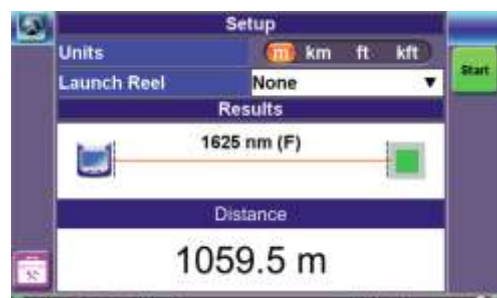 Setup
Units m km ft kft
Launch Reel None ▼
Start
Results
1625 nm (F)
Distance
1059.5 m